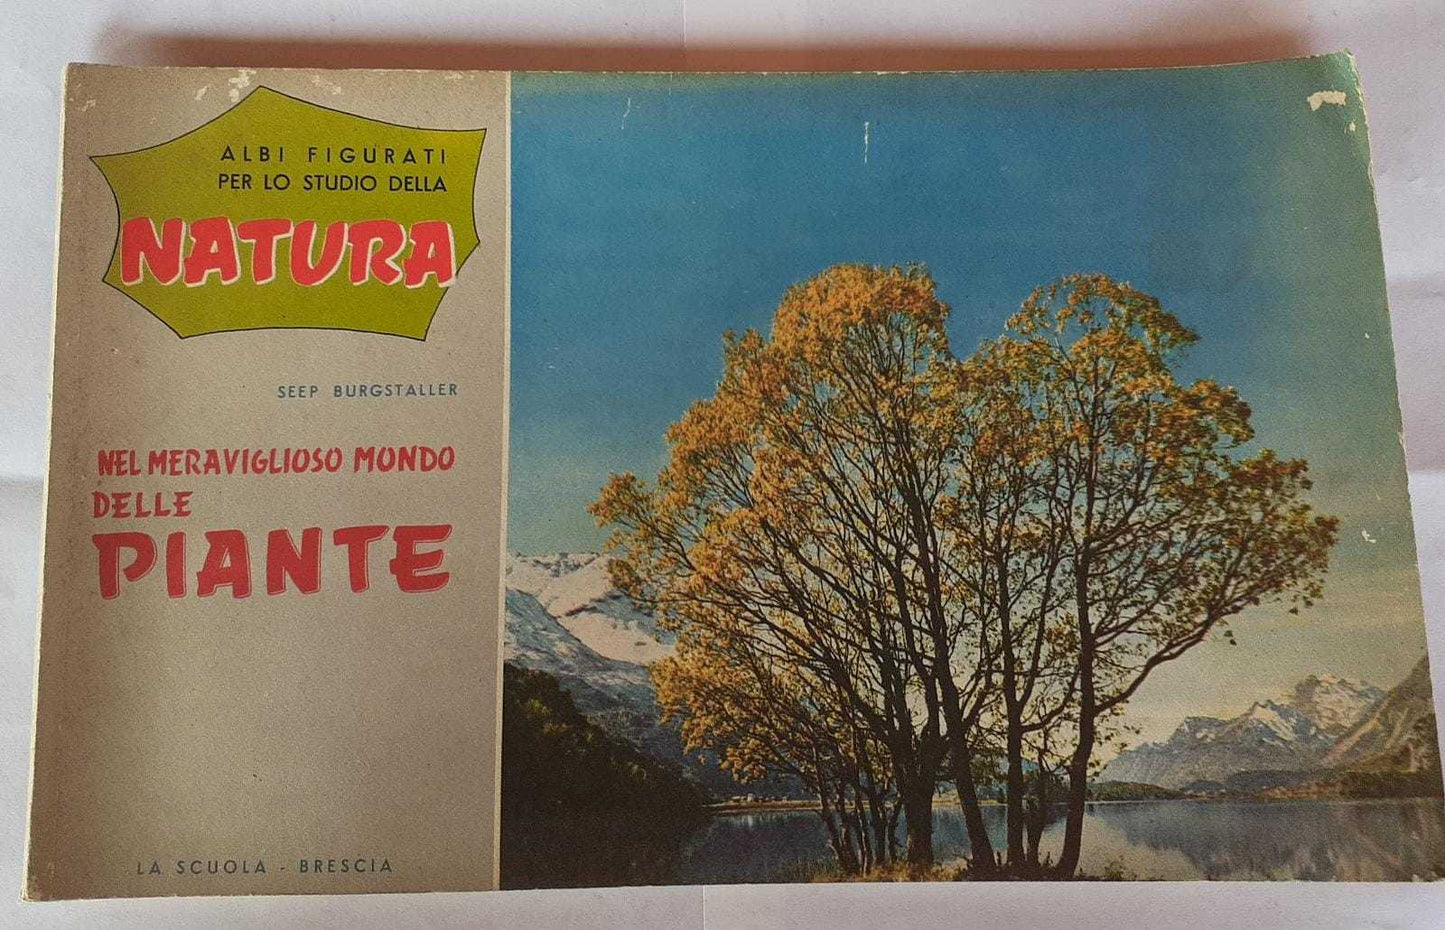 ALBI FIGURATI
PER LO STUDIO DELLA
NATURA
SEEP BURGSTALLER
NEL MERAVIGLIOSO MONDO
DELLE
PIANTE
LA SCUOLA - BRESCIA